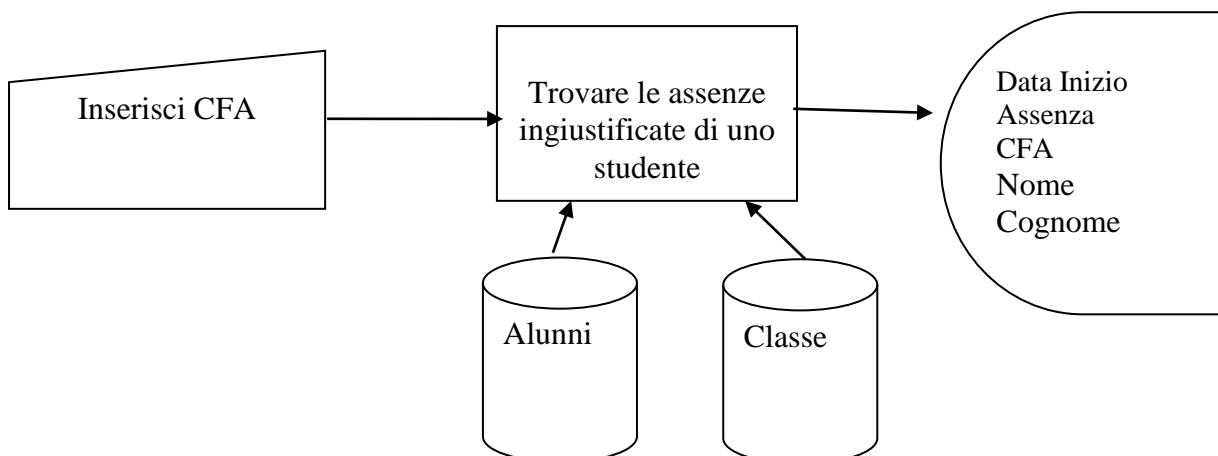 Inserisci CFA
Trovare le assenze
ingiustificate di uno
studente
Data Inizio
Assenza
CFA
Nome
Cognome
Alunni
Classe